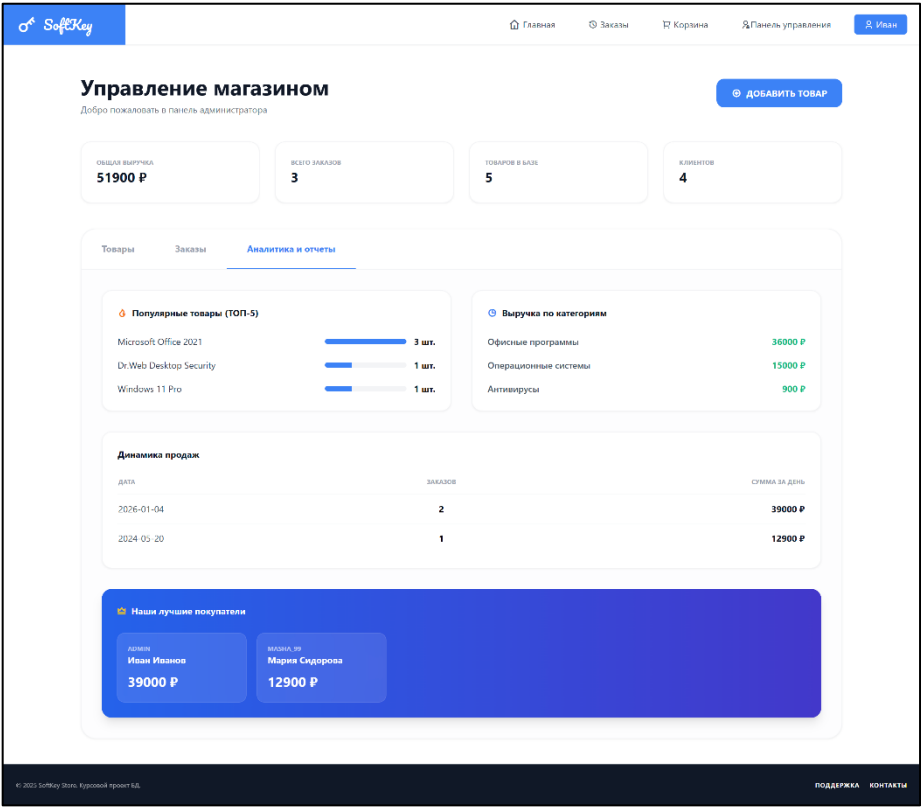 SoftKey
Главная Заказы Корзина Панель управления Иван
Управление магазином
Добро пожаловать в панель администратора
ДОБАВИТЬ ТОВАР
ОБЩАЯ ВЫРУЧКА ВСЕГО ЗАКАЗОВ ТОВАРОВ В БАЗЕ КЛИЕНТОВ
51900 ₽ 3 5 4
Товары Заказы Аналитика и отчеты
Популярные товары (ТОП-5)
Microsoft Office 2021 3 шт.
Dr.Web Desktop Security 1 шт.
Windows 11 Pro 1 шт.
Выручка по категориям
Офисные программы 36000 ₽
Операционные системы 15000 ₽
Антивирусы 900 ₽
Динамика продаж
ДАТА ЗАКАЗОВ СУММА ЗА ДЕНЬ
2026-01-04 2 39000 ₽
2024-05-20 1 12900 ₽
Наши лучшие покупатели
ADMIN
Иван Иванов
39000 ₽
MASHA_99
Мария Сидорова
12900 ₽
© 2025 SoftKey Store. Курсовой проект БД. ПОДДЕРЖКА КОНТАКТЫ